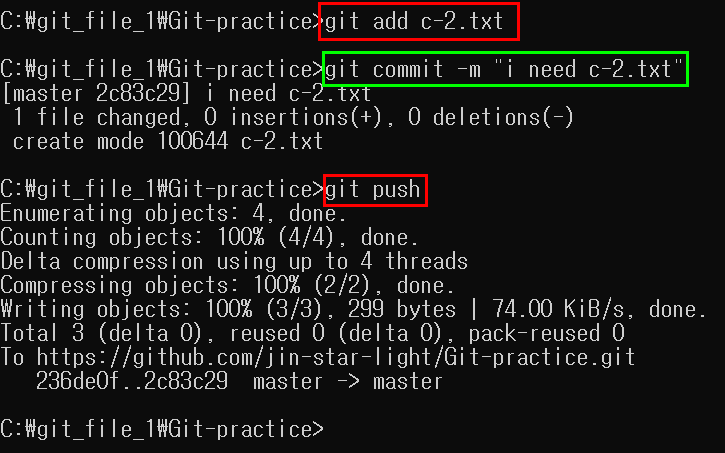 C:₩git_file_1₩Git-practice>git add c-2.txt
C:₩git_file_1₩Git-practice>git commit -m "i need c-2.txt"
[master 2c83c29] i need c-2.txt
1 file changed, 0 insertions(+), 0 deletions(-)
create mode 100644 c-2.txt
C:₩git_file_1₩Git-practice>git push
Enumerating objects: 4, done.
Counting objects: 100% (4/4), done.
Delta compression using up to 4 threads
Compressing objects: 100% (2/2), done.
Writing objects: 100% (3/3), 299 bytes | 74.00 KiB/s, done.
Total 3 (delta 0), reused 0 (delta 0), pack-reused 0
To https://github.com/jin-star-light/Git-practice.git
236de0f..2c83c29  master -> master
C:₩git_file_1₩Git-practice>